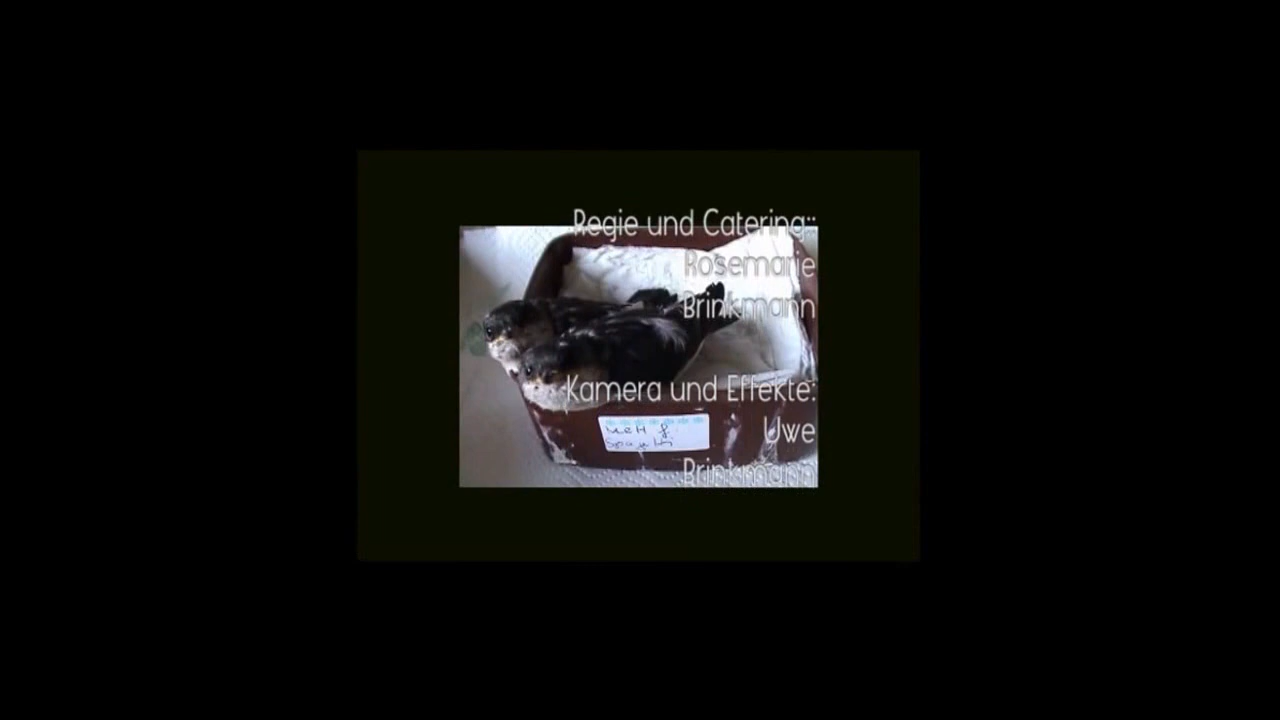 Regie und Catering::
Rosemarie
Brinkmann
Kamera und Effekte:
Uwe
Brinkmann